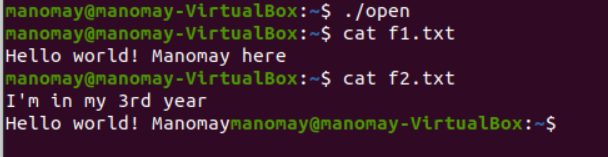 manomay@manomay-VirtualBox:~$ ./open
manomay@manomay-VirtualBox:~$ cat f1.txt
Hello world! Manomay here
manomay@manomay-VirtualBox:~$ cat f2.txt
I'm in my 3rd year
Hello world! Manomaymanomay@manomay-VirtualBox:~$